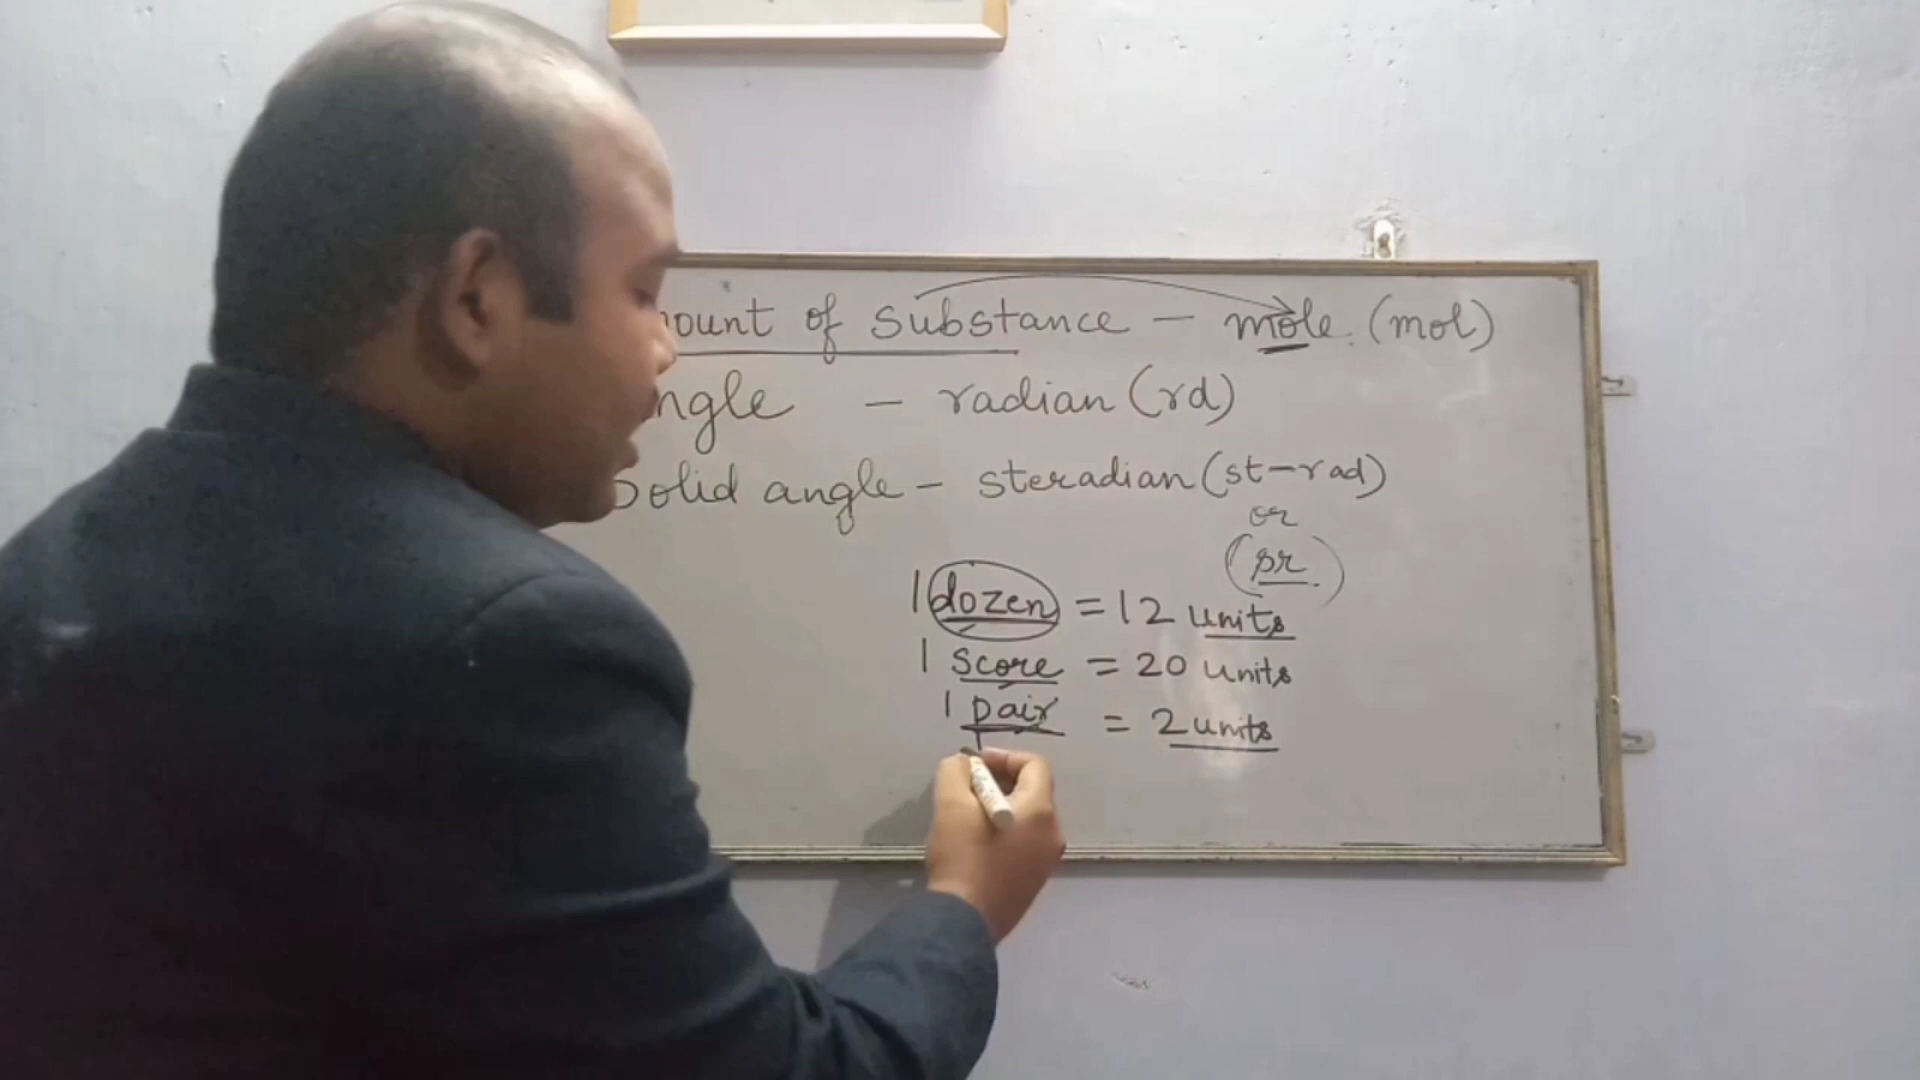 ount of substance - mole. (mol)
ngle - radian (rd)
Solid angle - steradian (st-rad)
or
(sr)
1 dozen = 12 units
1 score = 20 units
1 pair = 2 units